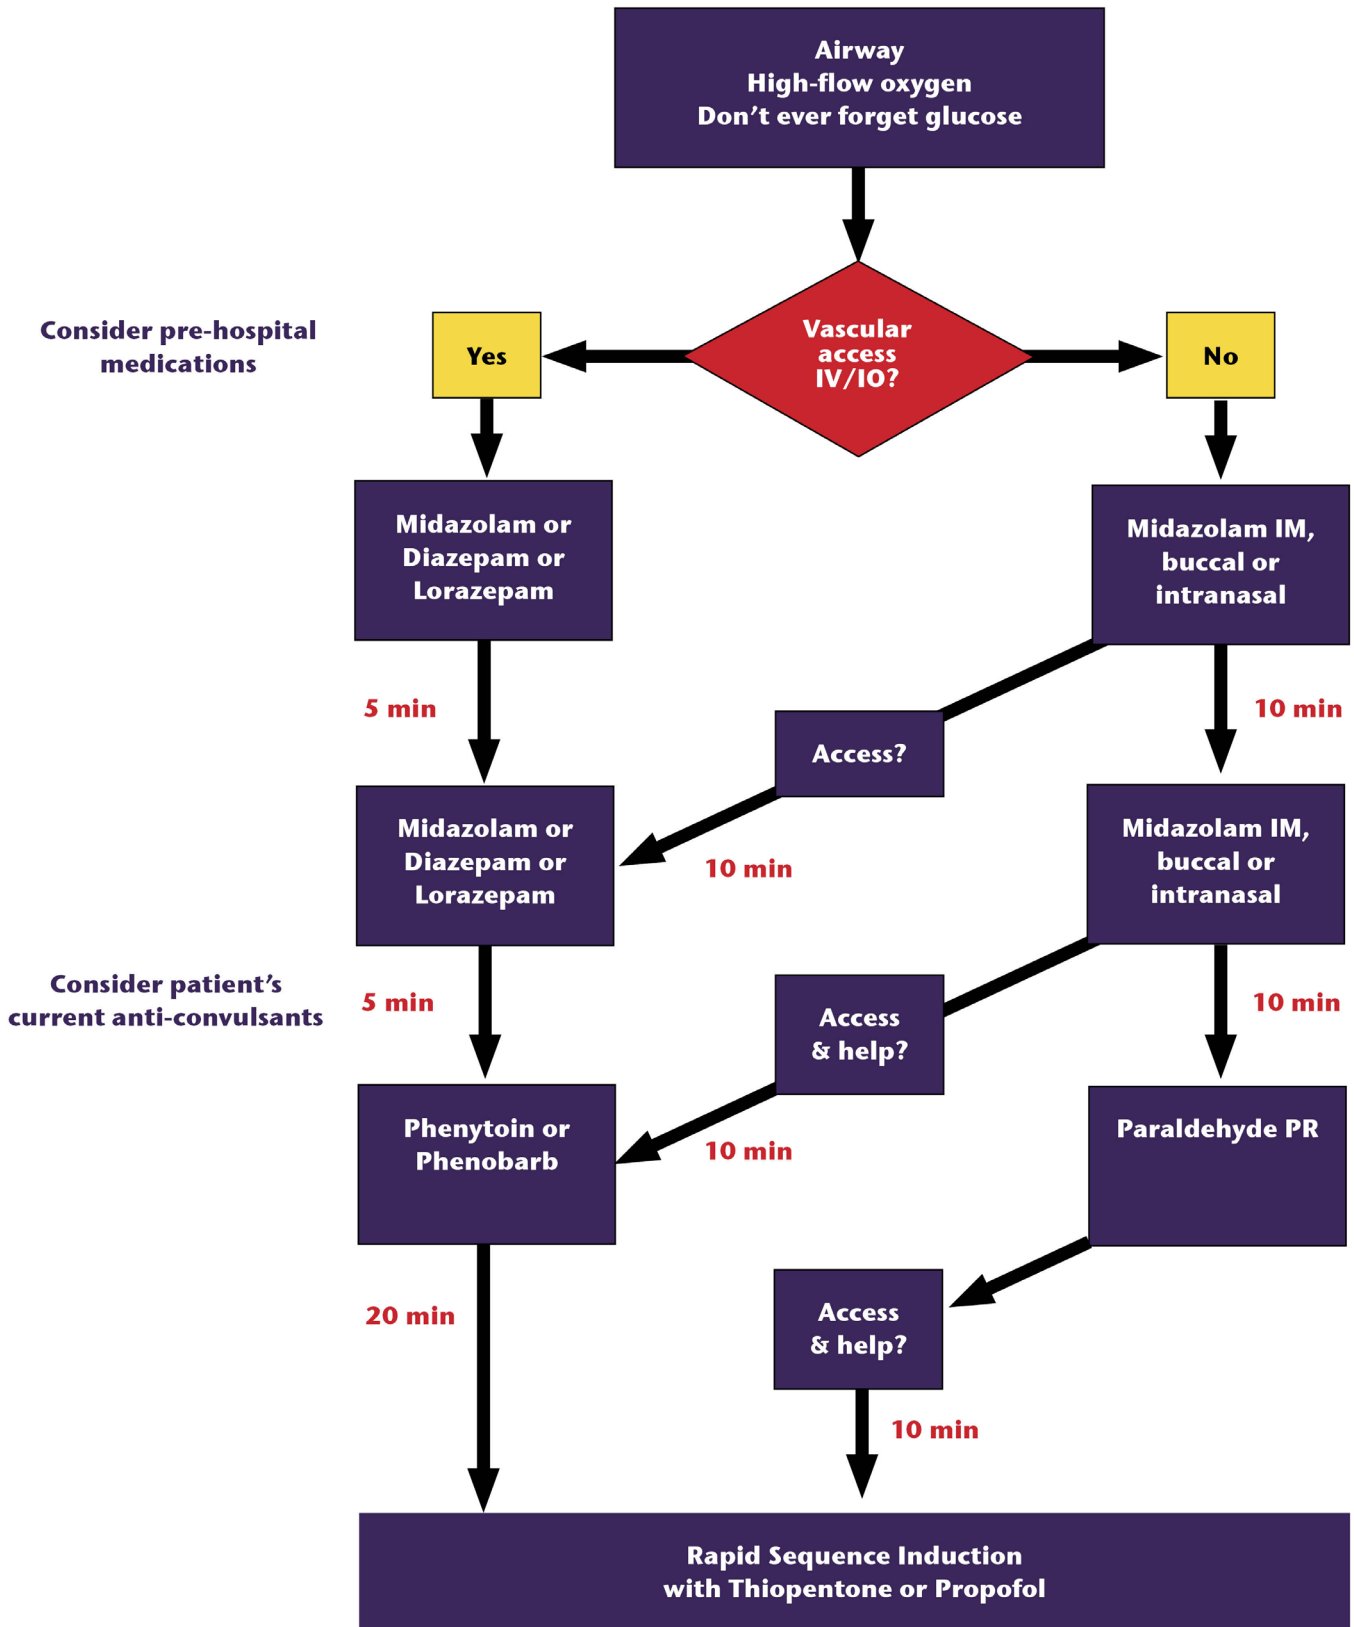 Airway
High-flow oxygen
Don’t ever forget glucose
Consider pre-hospital
medications
Yes
Vascular
access
IV/IO?
No
Midazolam or
Diazepam or
Lorazepam
Midazolam IM,
buccal or
intranasal
5 min
Access?
10 min
10 min
Midazolam or
Diazepam or
Lorazepam
Midazolam IM,
buccal or
intranasal
Consider patient’s
current anti-convulsants
5 min
Access
& help?
10 min
10 min
Phenytoin or
Phenobarb
Paraldehyde PR
20 min
Access
& help?
10 min
Rapid Sequence Induction
with Thiopentone or Propofol